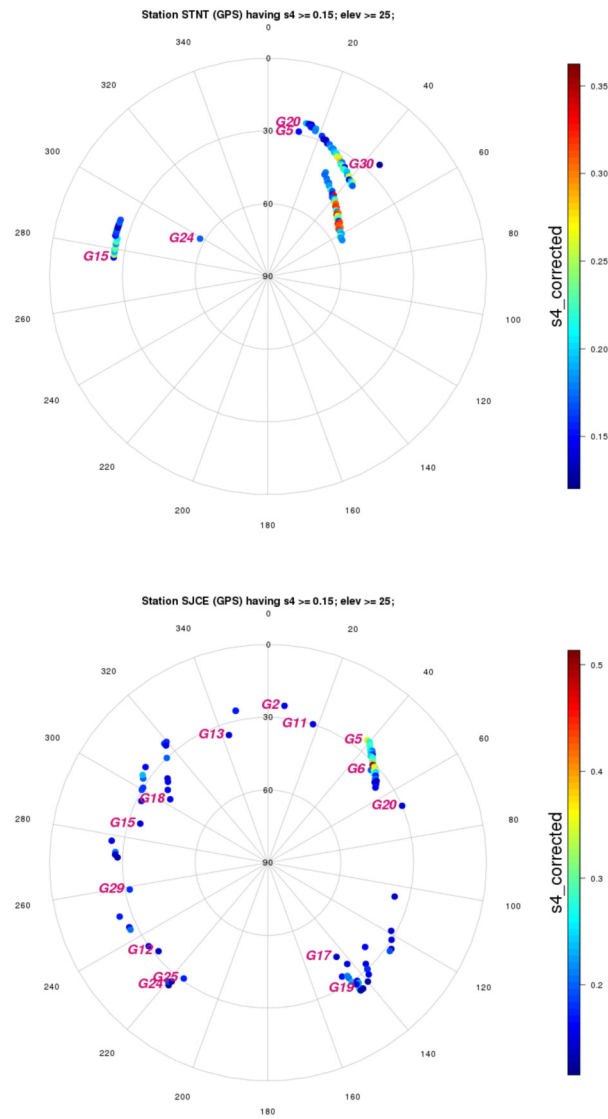 Station STNT (GPS) having s4 >= 0.15; elev >= 25;
0
340 20
320 40
300 60
280 80
260 100
240 120
220 140
200 160
180
0
30
60
90
G20
G5
G30
G24
G15
0.35
0.30
0.25
0.20
0.15
s4_corrected
Station SJCE (GPS) having s4 >= 0.15; elev >= 25;
0
340 20
320 40
300 60
280 80
260 100
240 120
220 140
200 160
180
0
30
60
90
G2
G11
G13
G5
G6
G18
G20
G15
G29
G12
G17
G25
G24
G19
0.5
0.4
0.3
0.2
s4_corrected